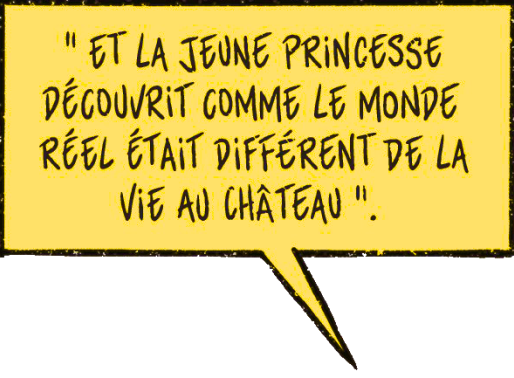 " ET LA JEUNE PRINCESSE
DÉCOUVRIT COMME LE MONDE
RÉEL ÉTAIT DIFFÉRENT DE LA
VIE AU CHÂTEAU ".